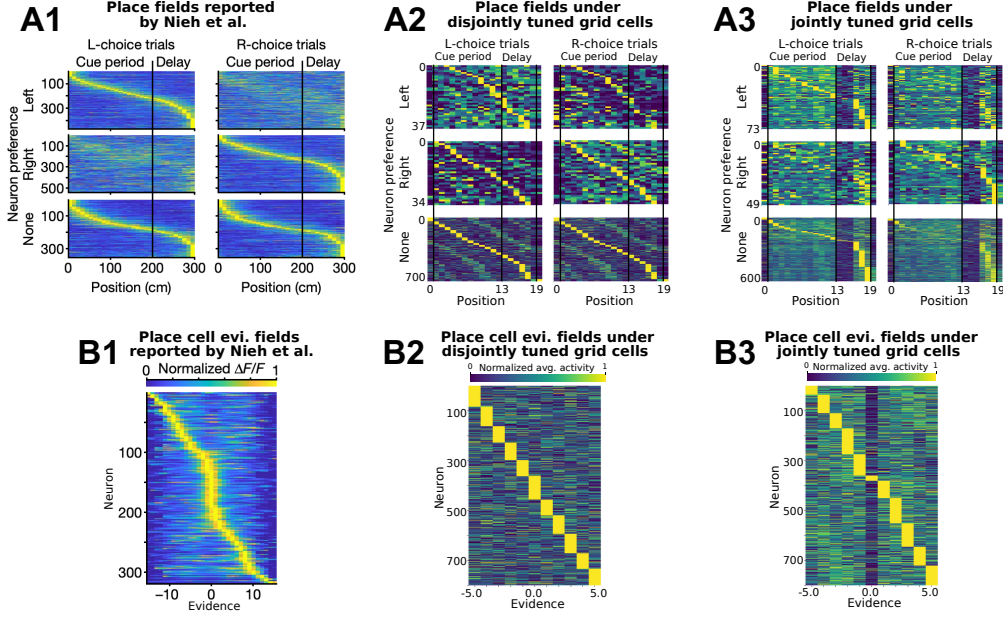 A1
Place fields reported
by Nieh et al.
L-choice trials
R-choice trials
Cue period
Delay
Cue period
Delay
Neuron preference
Left
100
300
Right
100
300
500
None
100
300
0
200
300
0
200
300
Position (cm)
Position (cm)
A2
Place fields under
disjointly tuned grid cells
L-choice trials
R-choice trials
Cue period
Delay
Cue period
Delay
Neuron preference
Left
0
37
Right
0
34
None
0
700
0
13
19
0
13
19
Position
Position
A3
Place fields under
jointly tuned grid cells
L-choice trials
R-choice trials
Cue period
Delay
Cue period
Delay
Neuron preference
Left
0
73
Right
0
49
None
0
600
0
13
19
0
13
19
Position
Position
B1
Place cell evi. fields
reported by Nieh et al.
0 Normalized ΔF/F 1
Neuron
100
200
300
−10
0
10
Evidence
B2
Place cell evi. fields under
disjointly tuned grid cells
0 Normalized avg. activity 1
Neuron
100
300
500
700
-5.0
0.0
5.0
Evidence
B3
Place cell evi. fields under
jointly tuned grid cells
0 Normalized avg. activity 1
Neuron
100
300
500
700
-5.0
0.0
5.0
Evidence